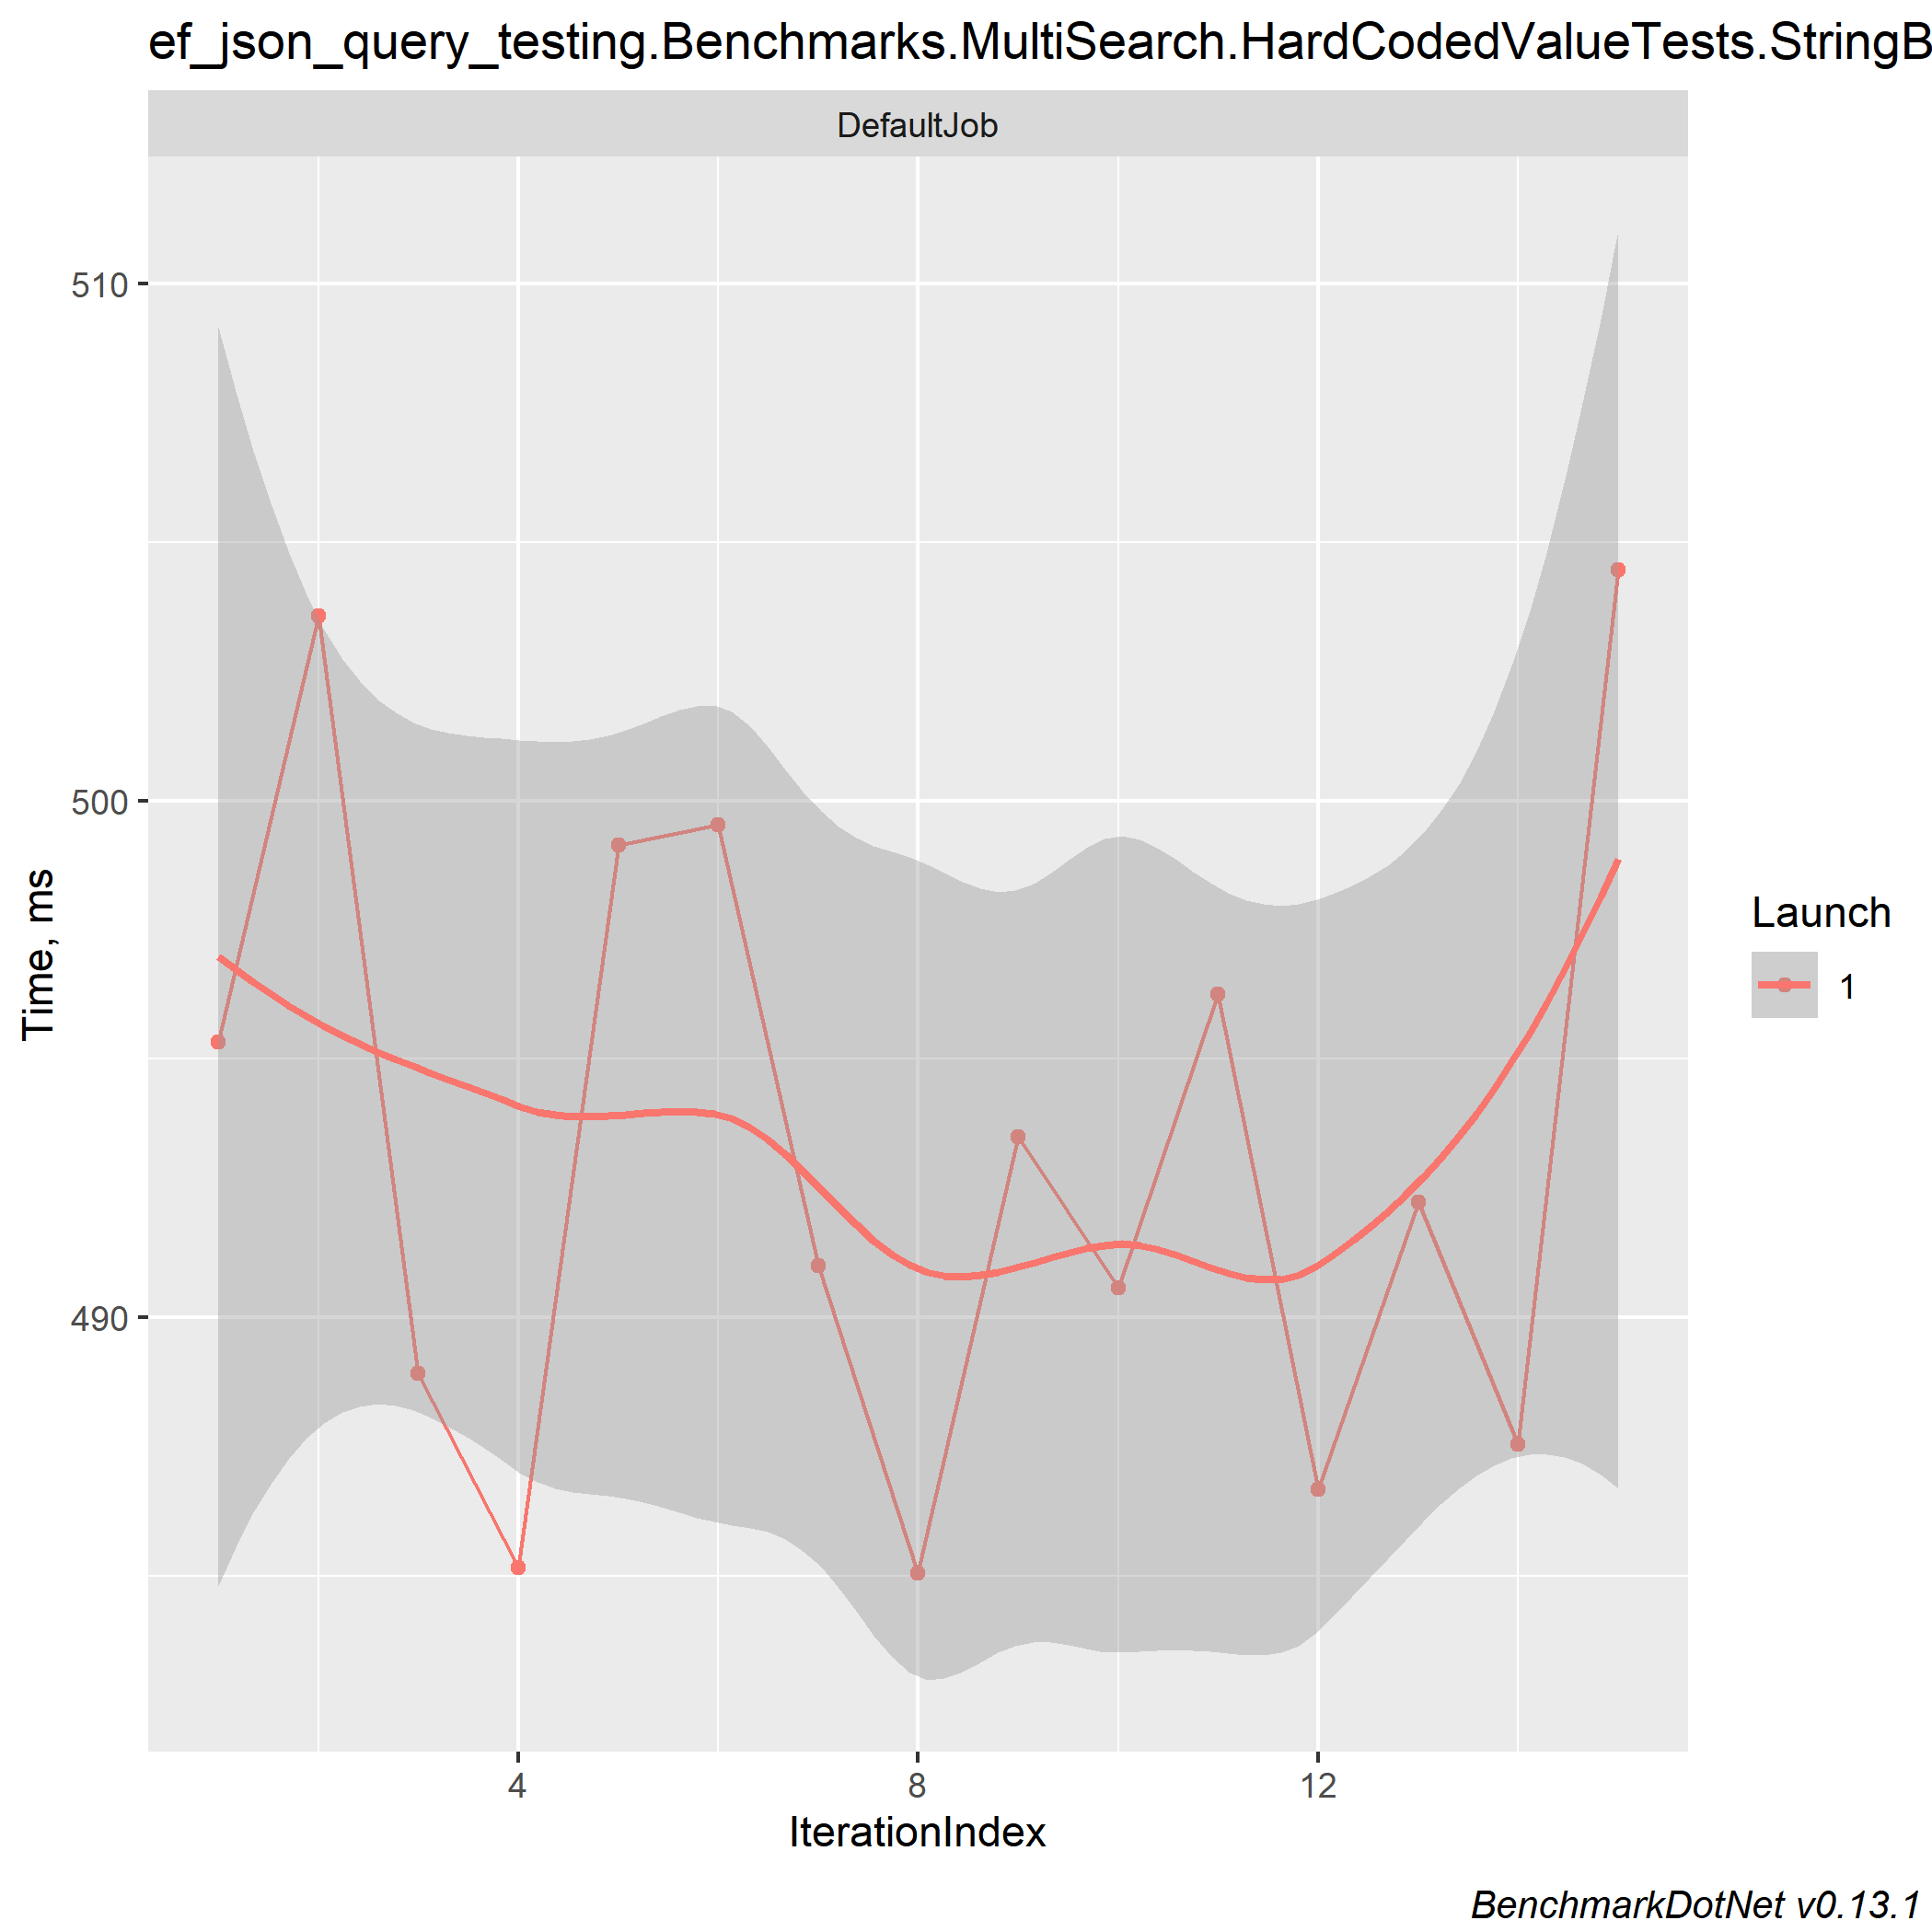 ef_json_query_testing.Benchmarks.MultiSearch.HardCodedValueTests.StringB
DefaultJob
510
500
490
Time, ms
4 8 12
IterationIndex
Launch
1
BenchmarkDotNet v0.13.1